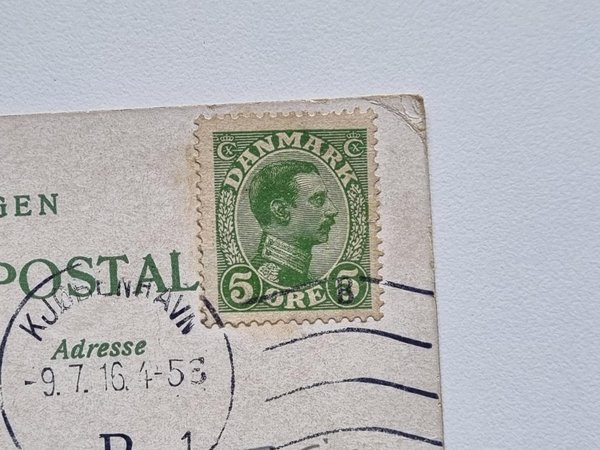 DANMARK
5 ØRE 5
GEN
POSTAL
KJØBENHAVN
Adresse
-9.7.16.4-5